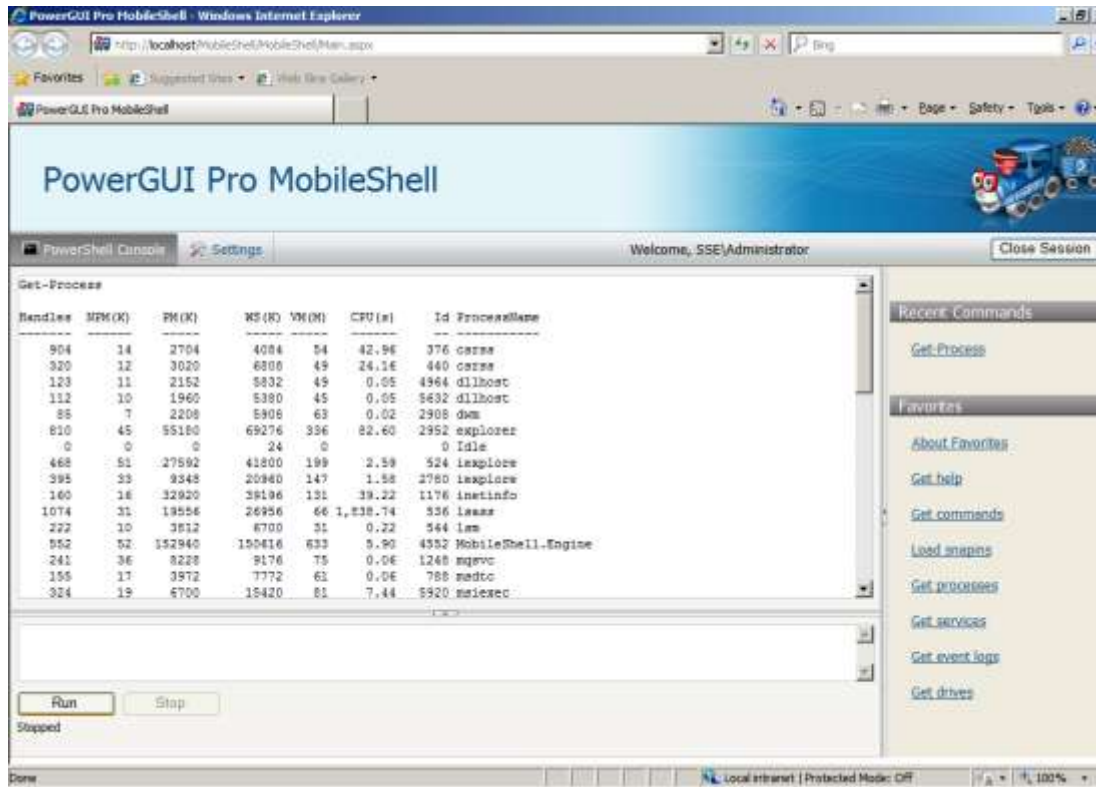 PowerGUI Pro MobileShell - Windows Internet Explorer
http://localhost/MobileShell/MobileShell/Main.aspx
Bing
Favorites Suggested Sites Web Slice Gallery
PowerGUI Pro MobileShell
Page Safety Tools
PowerGUI Pro MobileShell
PowerShell Console Settings Welcome, SSE\Administrator Close Session
Get-Process
Handles NPM(K) PM(K) WS(K) VM(M) CPU(s) Id ProcessName
------- ------ ----- ----- ----- ------ -- -----------
904 14 2704 4084 54 42.96 376 csrss
320 12 3020 6808 49 24.16 440 csrss
123 11 2152 5832 49 0.05 4964 dllhost
112 10 1960 5380 45 0.05 5632 dllhost
85 7 2208 5908 63 0.02 2908 dwm
810 45 55180 69276 336 82.60 2952 explorer
0 0 0 24 0 0 Idle
468 51 27592 41800 199 2.59 524 iexplore
395 33 9348 20960 147 1.58 2780 iexplore
160 18 32920 39196 131 39.22 1176 inetinfo
1074 31 19556 26956 66 1,838.74 536 lsass
222 10 3812 6700 31 0.22 544 lsm
552 52 152940 150616 633 5.90 4352 MobileShell.Engine
241 36 8228 9176 75 0.06 1248 mqsvc
155 17 3972 7772 61 0.06 788 msdtc
324 19 6700 15420 81 7.44 5920 msiexec
Run Stop
Stopped
Recent Commands
Get-Process
Favorites
About Favorites
Get help
Get commands
Load snapins
Get processes
Get services
Get event logs
Get drives
Done Local intranet | Protected Mode: Off 100%